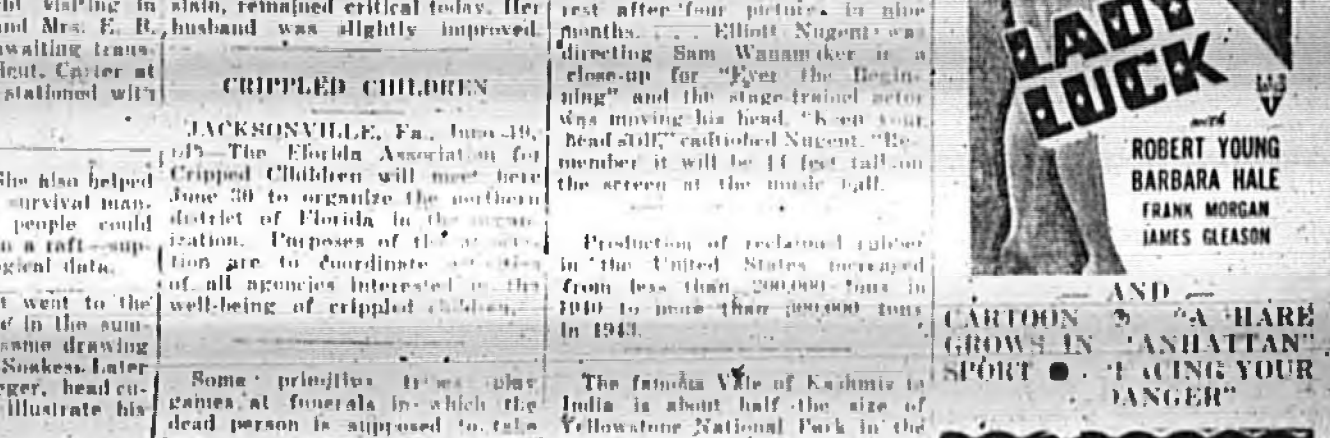 visiting in
and Mrs. E. R.
awaiting trans-
Carter at
stationed with
She also helped
survival man-
people could
a raft
data.
went to the
in the sum-
same drawing
Later
head
illustrate his
slain, remained critical today. Her
husband was slightly improved.
CRIPPLED CHILDREN
JACKSONVILLE, Fa., June 19.
The Florida Association for
Cripped Children will meet here
June 30 to organize the northern
district of Florida in the
ization. Purposes of the
tion are to coordinate
of all agencies interested in the
well-being of crippled children.
Some primitive tribes play
games at funerals in which the
dead person is supposed to take
rest after four pictures in nine
months. . . . Elliott Nugent was
directing Sam Wanamaker in a
close-up for "Ever the Begin-
ning" and the stage-trained actor
was moving his head. "Keep your
head still," cautioned Nugent. "Re-
member it will be 14 feet tall on
the screen at the music hall.
Production of reclaimed rubber
in the United States increased
from less than 200,000 tons in
1940 to more than 300,000 tons
in 1943.
The famous Vale of Kashmir in
India is about half the size of
Yellowstone National Park in the
LADY
LUCK
with
ROBERT YOUNG
BARBARA HALE
FRANK MORGAN
JAMES GLEASON
— AND —
CARTOON "A HARE
GROWS IN ANHATTAN"
SPORT YOUR
DANGER"